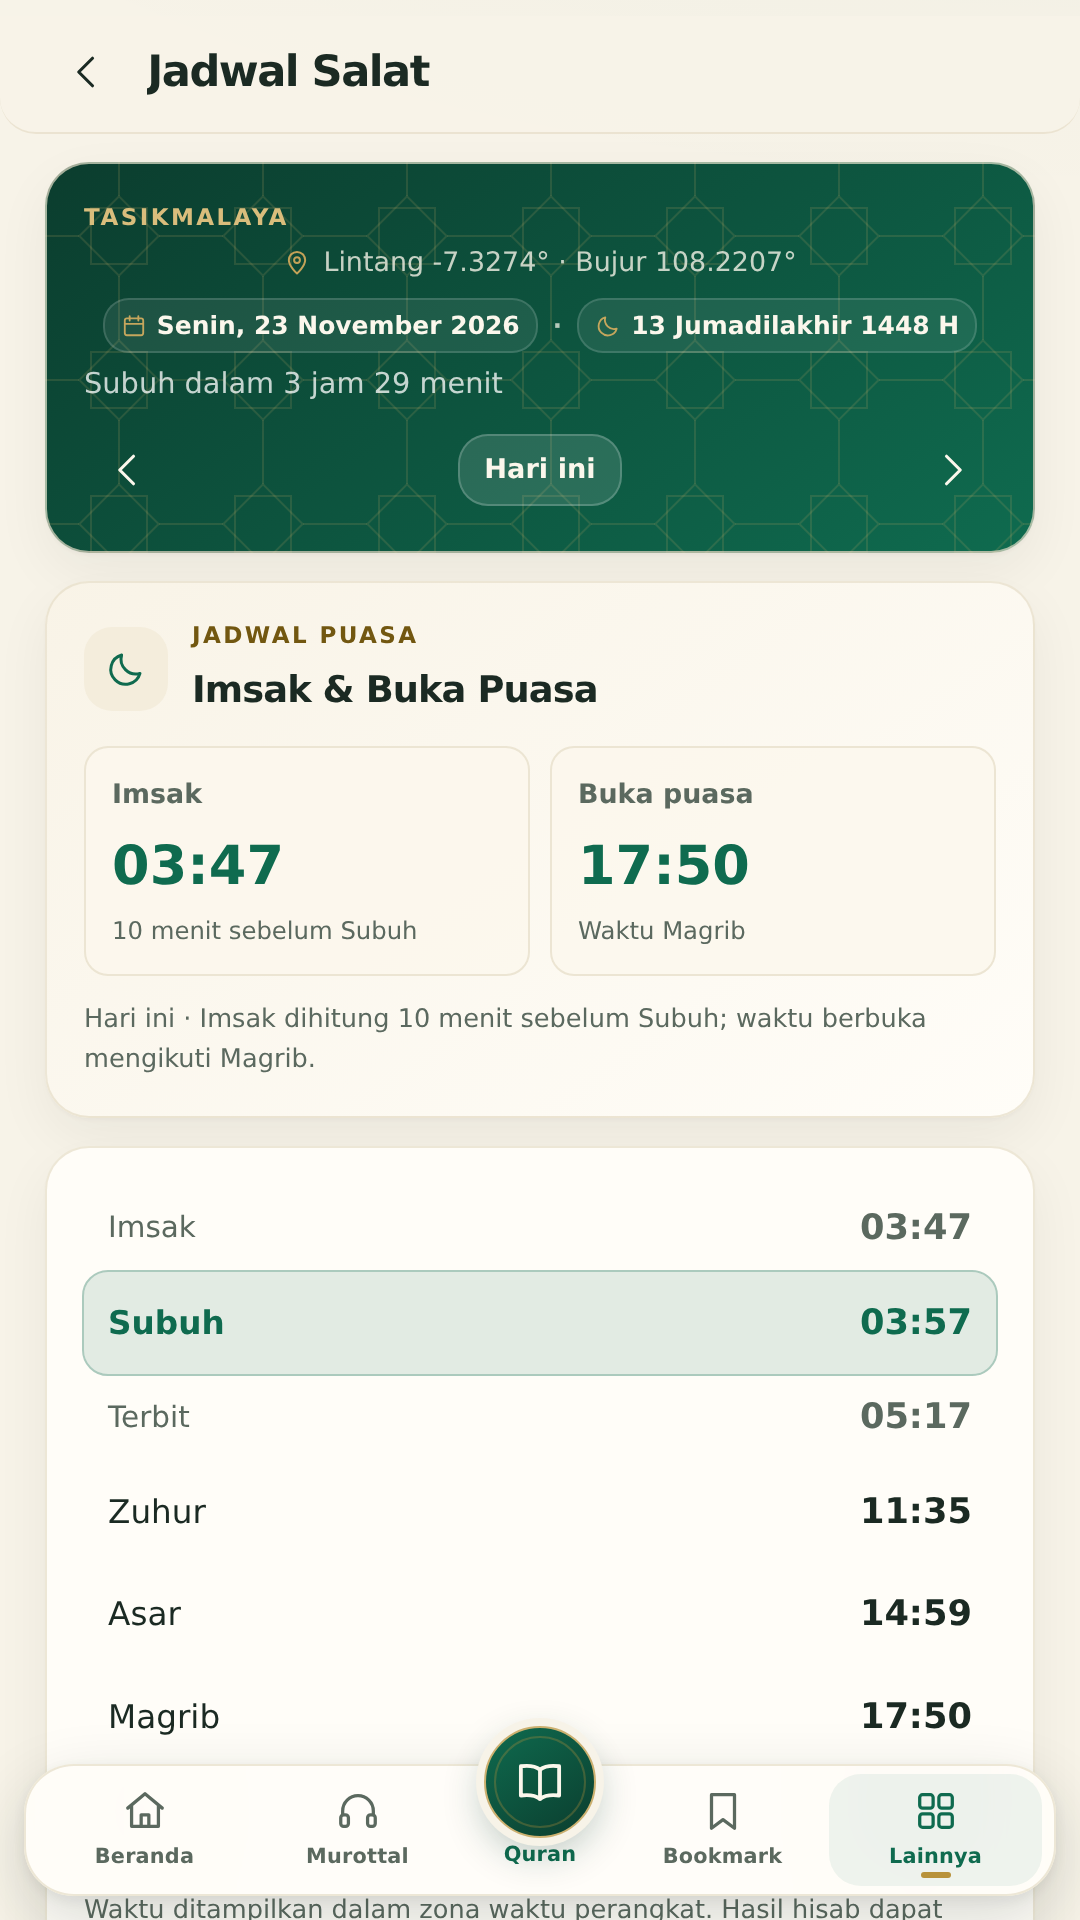 Jadwal Salat
TASIKMALAYA
Lintang -7.3274° · Bujur 108.2207°
Senin, 23 November 2026 · 13 Jumadilakhir 1448 H
Subuh dalam 3 jam 29 menit
Hari ini
JADWAL PUASA
Imsak & Buka Puasa
Imsak
03:47
10 menit sebelum Subuh
Buka puasa
17:50
Waktu Magrib
Hari ini · Imsak dihitung 10 menit sebelum Subuh; waktu berbuka
mengikuti Magrib.
Imsak 03:47
Subuh 03:57
Terbit 05:17
Zuhur 11:35
Asar 14:59
Magrib 17:50
Beranda
Murottal
Quran
Bookmark
Lainnya
Waktu ditampilkan dalam zona waktu perangkat. Hasil hisab dapat